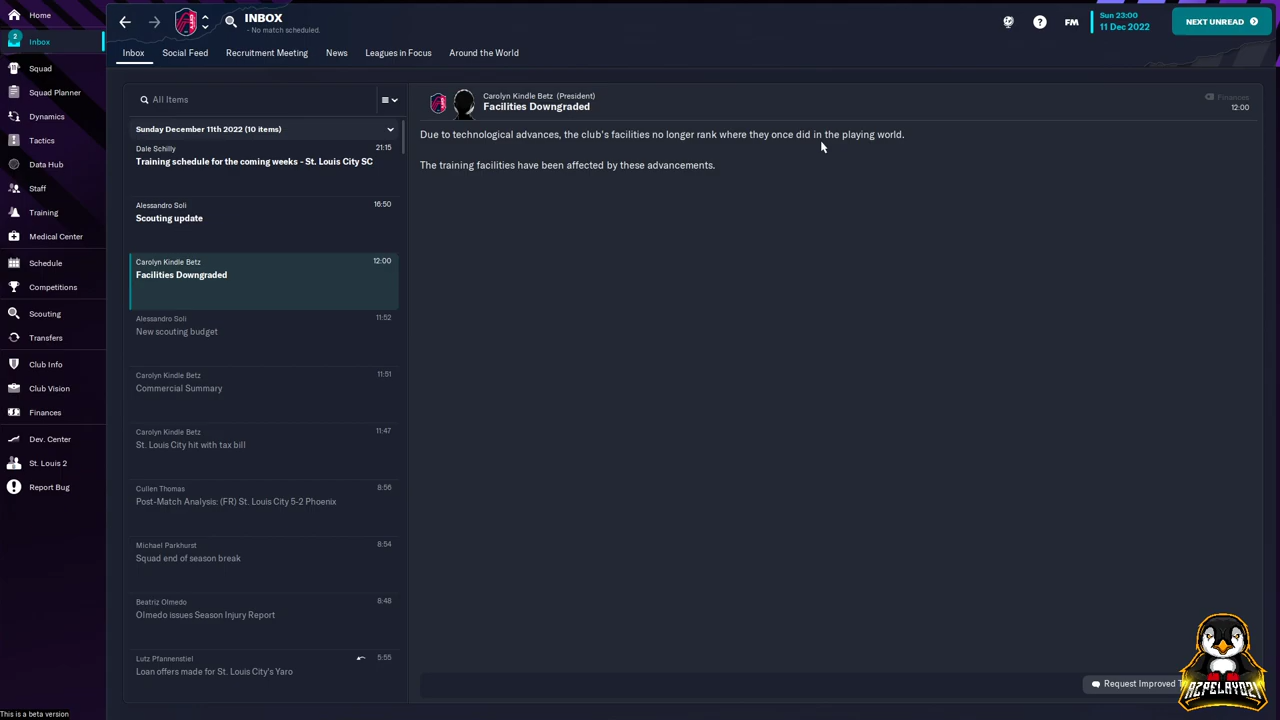 Home
2
Inbox
Squad
Squad Planner
Dynamics
Tactics
Data Hub
Staff
Training
Medical Center
Schedule
Competitions
Scouting
Transfers
Club Info
Club Vision
Finances
Dev. Center
St. Louis 2
Report Bug
This is a beta version
INBOX
- No match scheduled.
FM
Sun 23:00
11 Dec 2022
NEXT UNREAD
Inbox
Social Feed
Recruitment Meeting
News
Leagues in Focus
Around the World
All Items
Sunday December 11th 2022 (10 items)
Dale Schilly 21:15
Training schedule for the coming weeks - St. Louis City SC
Alessandro Soli 16:50
Scouting update
Carolyn Kindle Betz 12:00
Facilities Downgraded
Alessandro Soli 11:52
New scouting budget
Carolyn Kindle Betz 11:51
Commercial Summary
Carolyn Kindle Betz 11:47
St. Louis City hit with tax bill
Cullen Thomas 8:56
Post-Match Analysis: (FR) St. Louis City 5-2 Phoenix
Michael Parkhurst 8:54
Squad end of season break
Beatriz Olmedo 8:48
Olmedo issues Season Injury Report
Lutz Pfannenstiel 5:55
Loan offers made for St. Louis City's Yaro
Carolyn Kindle Betz (President)
Facilities Downgraded
Finances
12:00
Due to technological advances, the club's facilities no longer rank where they once did in the playing world.
The training facilities have been affected by these advancements.
Request Improved
AZPELAYO21